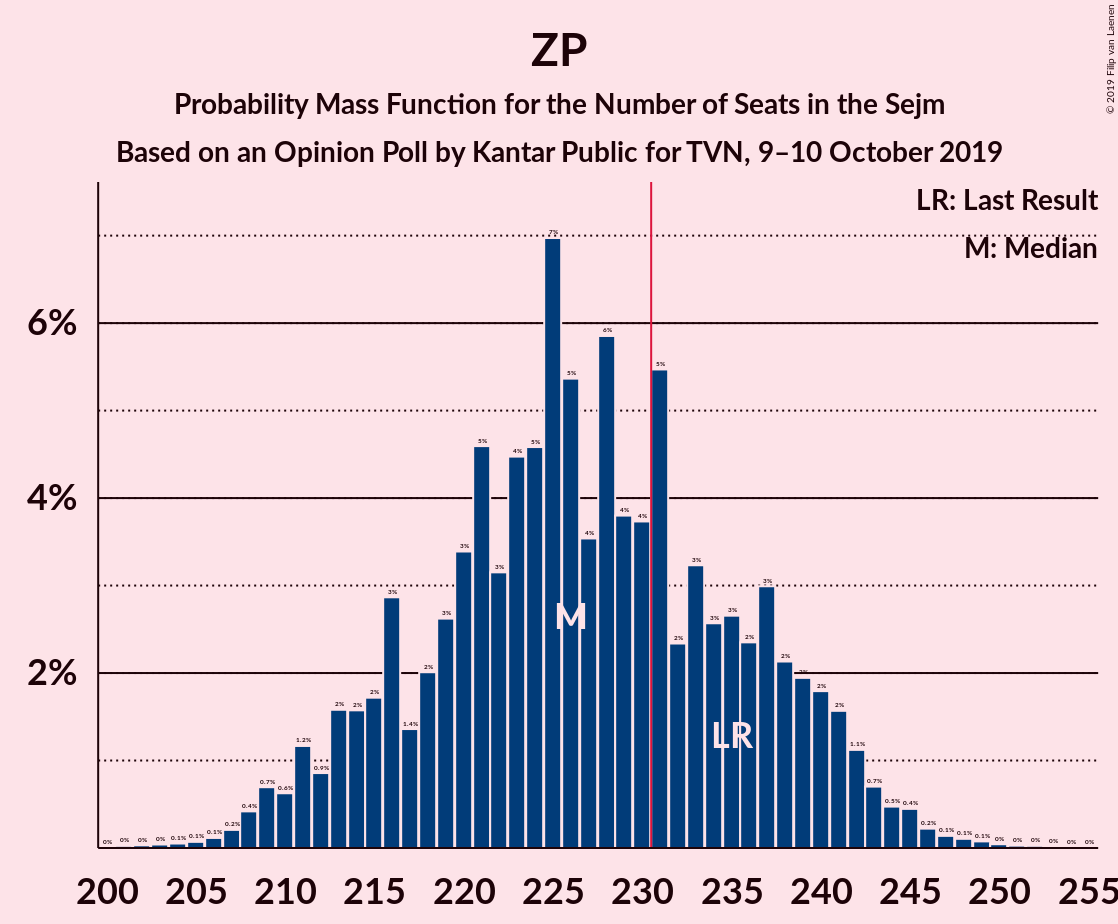 ZP
Probability Mass Function for the Number of Seats in the Sejm
Based on an Opinion Poll by Kantar Public for TVN, 9–10 October 2019
© 2019 Filip van Laenen
LR: Last Result
M: Median
6%
4%
2%
0% 0% 0% 0% 0.1% 0.1% 0.1% 0.2% 0.4% 0.7% 0.6% 1.2% 0.9% 2% 2% 2% 3% 1.4% 2% 3% 3% 5% 3% 4% 5% 7% 5% 4% 6% 4% 4% 5% 2% 3% 3% 3% 2% 3% 2% 2% 2% 2% 1.1% 0.7% 0.5% 0.4% 0.2% 0.1% 0.1% 0.1% 0% 0% 0% 0% 0% 0%
M
LR
200 205 210 215 220 225 230 235 240 245 250 255